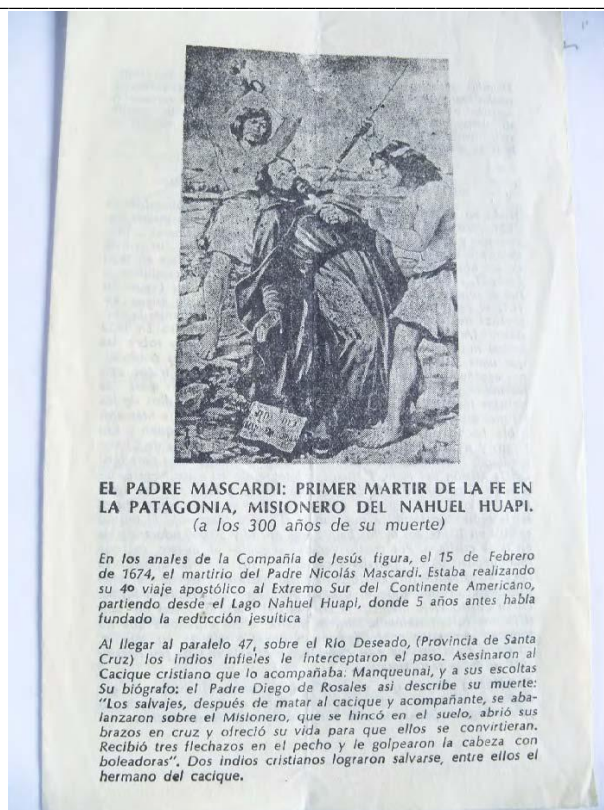 EL PADRE MASCARDI: PRIMER MARTIR DE LA FE EN
LA PATAGONIA, MISIONERO DEL NAHUEL HUAPI.
(a los 300 años de su muerte)
En los anales de la Compañía de Jesús figura, el 15 de Febrero
de 1674, el martirio del Padre Nicolás Mascardi. Estaba realizando
su 4º viaje apostólico al Extremo Sur del Continente Americano,
partiendo desde el Lago Nahuel Huapi, donde 5 años antes había
fundado la reducción jesuítica
Al llegar al paralelo 47, sobre el Río Deseado, (Provincia de Santa
Cruz) los indios infieles le interceptaron el paso. Asesinaron al
Cacique cristiano que lo acompañaba: Manqueunai, y a sus escoltas
Su biógrafo: el Padre Diego de Rosales asi describe su muerte:
"Los salvajes, después de matar al cacique y acompañante, se aba-
lanzaron sobre el Misionero, que se hincó en el suelo, abrió sus
brazos en cruz y ofreció su vida para que ellos se convirtieran.
Recibió tres flechazos en el pecho y le golpearon la cabeza con
boleadoras". Dos indios cristianos lograron salvarse, entre ellos el
hermano del cacique.